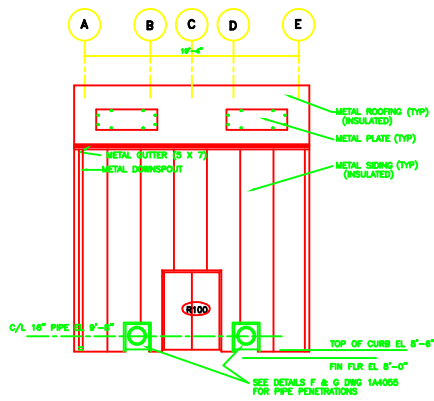 A B C D E
19'-4"
METAL ROOFING (TYP)
(INSULATED)
METAL PLATE (TYP)
METAL GUTTER (5 X 7)
METAL DOWNSPOUT
METAL SIDING (TYP)
(INSULATED)
R100
C/L 16" PIPE EL 9'-6"
TOP OF CURB EL 8'-6"
FIN FLR EL 8'-0"
SEE DETAILS F & G DWG 1A4055
FOR PIPE PENETRATIONS